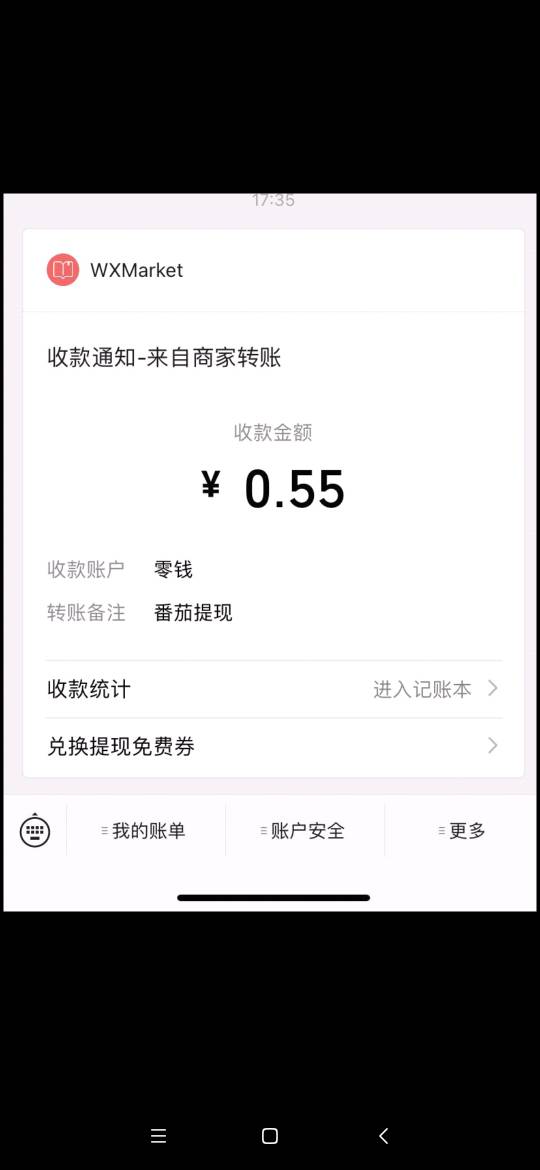 17:35
WXMarket
收款通知-来自商家转账
收款金额
¥ 0.55
收款账户 零钱
转账备注 番茄提现
收款统计 进入记账本
兑换提现免费券
我的账单 账户安全 更多